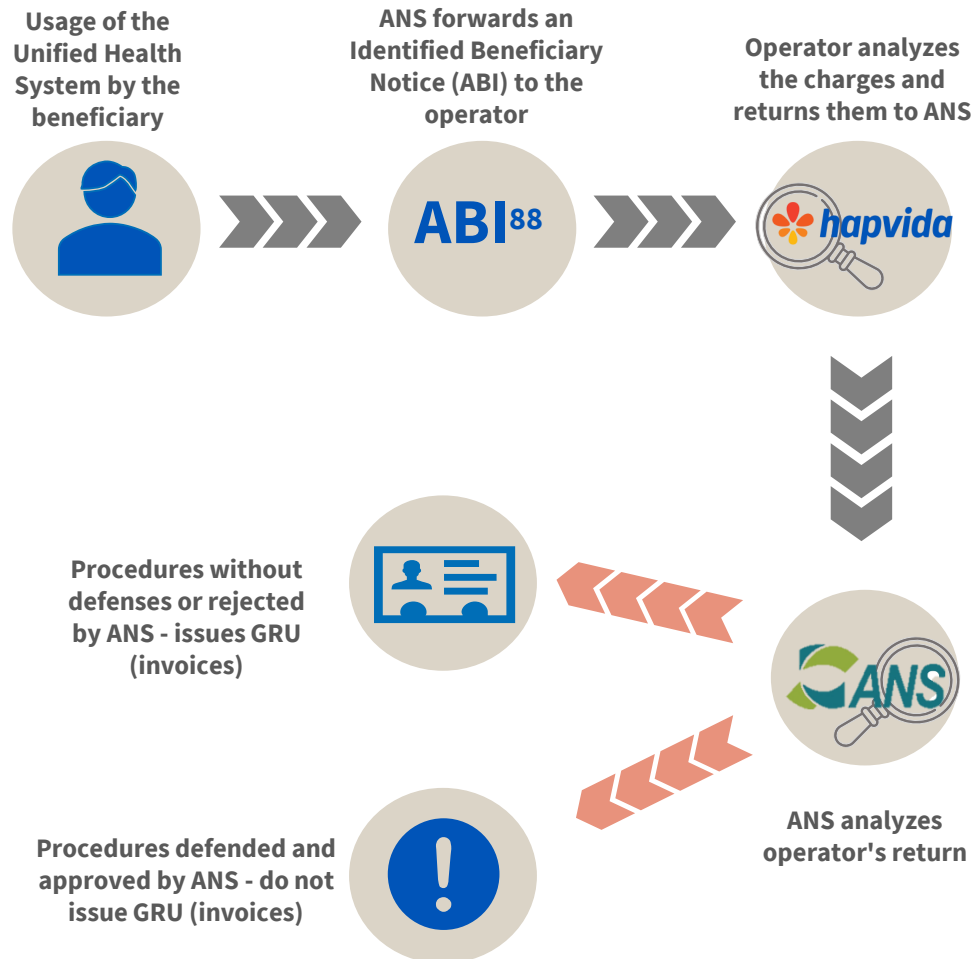 Usage of the
Unified Health
System by the
beneficiary
ANS forwards an
Identified Beneficiary
Notice (ABI) to the
operator
Operator analyzes
the charges and
returns them to ANS
ABI88
hapvida
Procedures without
defenses or rejected
by ANS - issues GRU
(invoices)
ANS
ANS analyzes
operator's return
Procedures defended and
approved by ANS - do not
issue GRU (invoices)
!